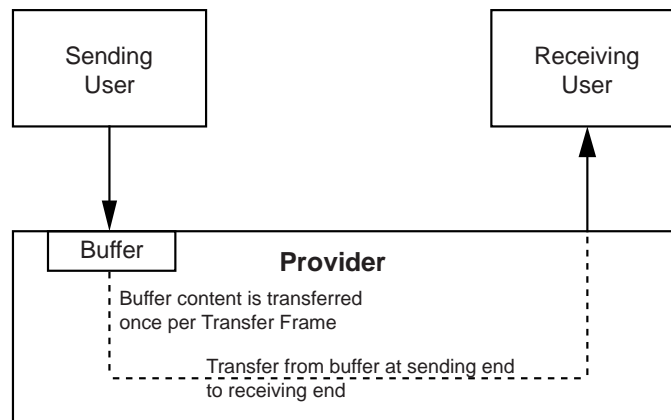 Sending
User
Receiving
User
Buffer
Provider
Buffer content is transferred
once per Transfer Frame
Transfer from buffer at sending end
to receiving end